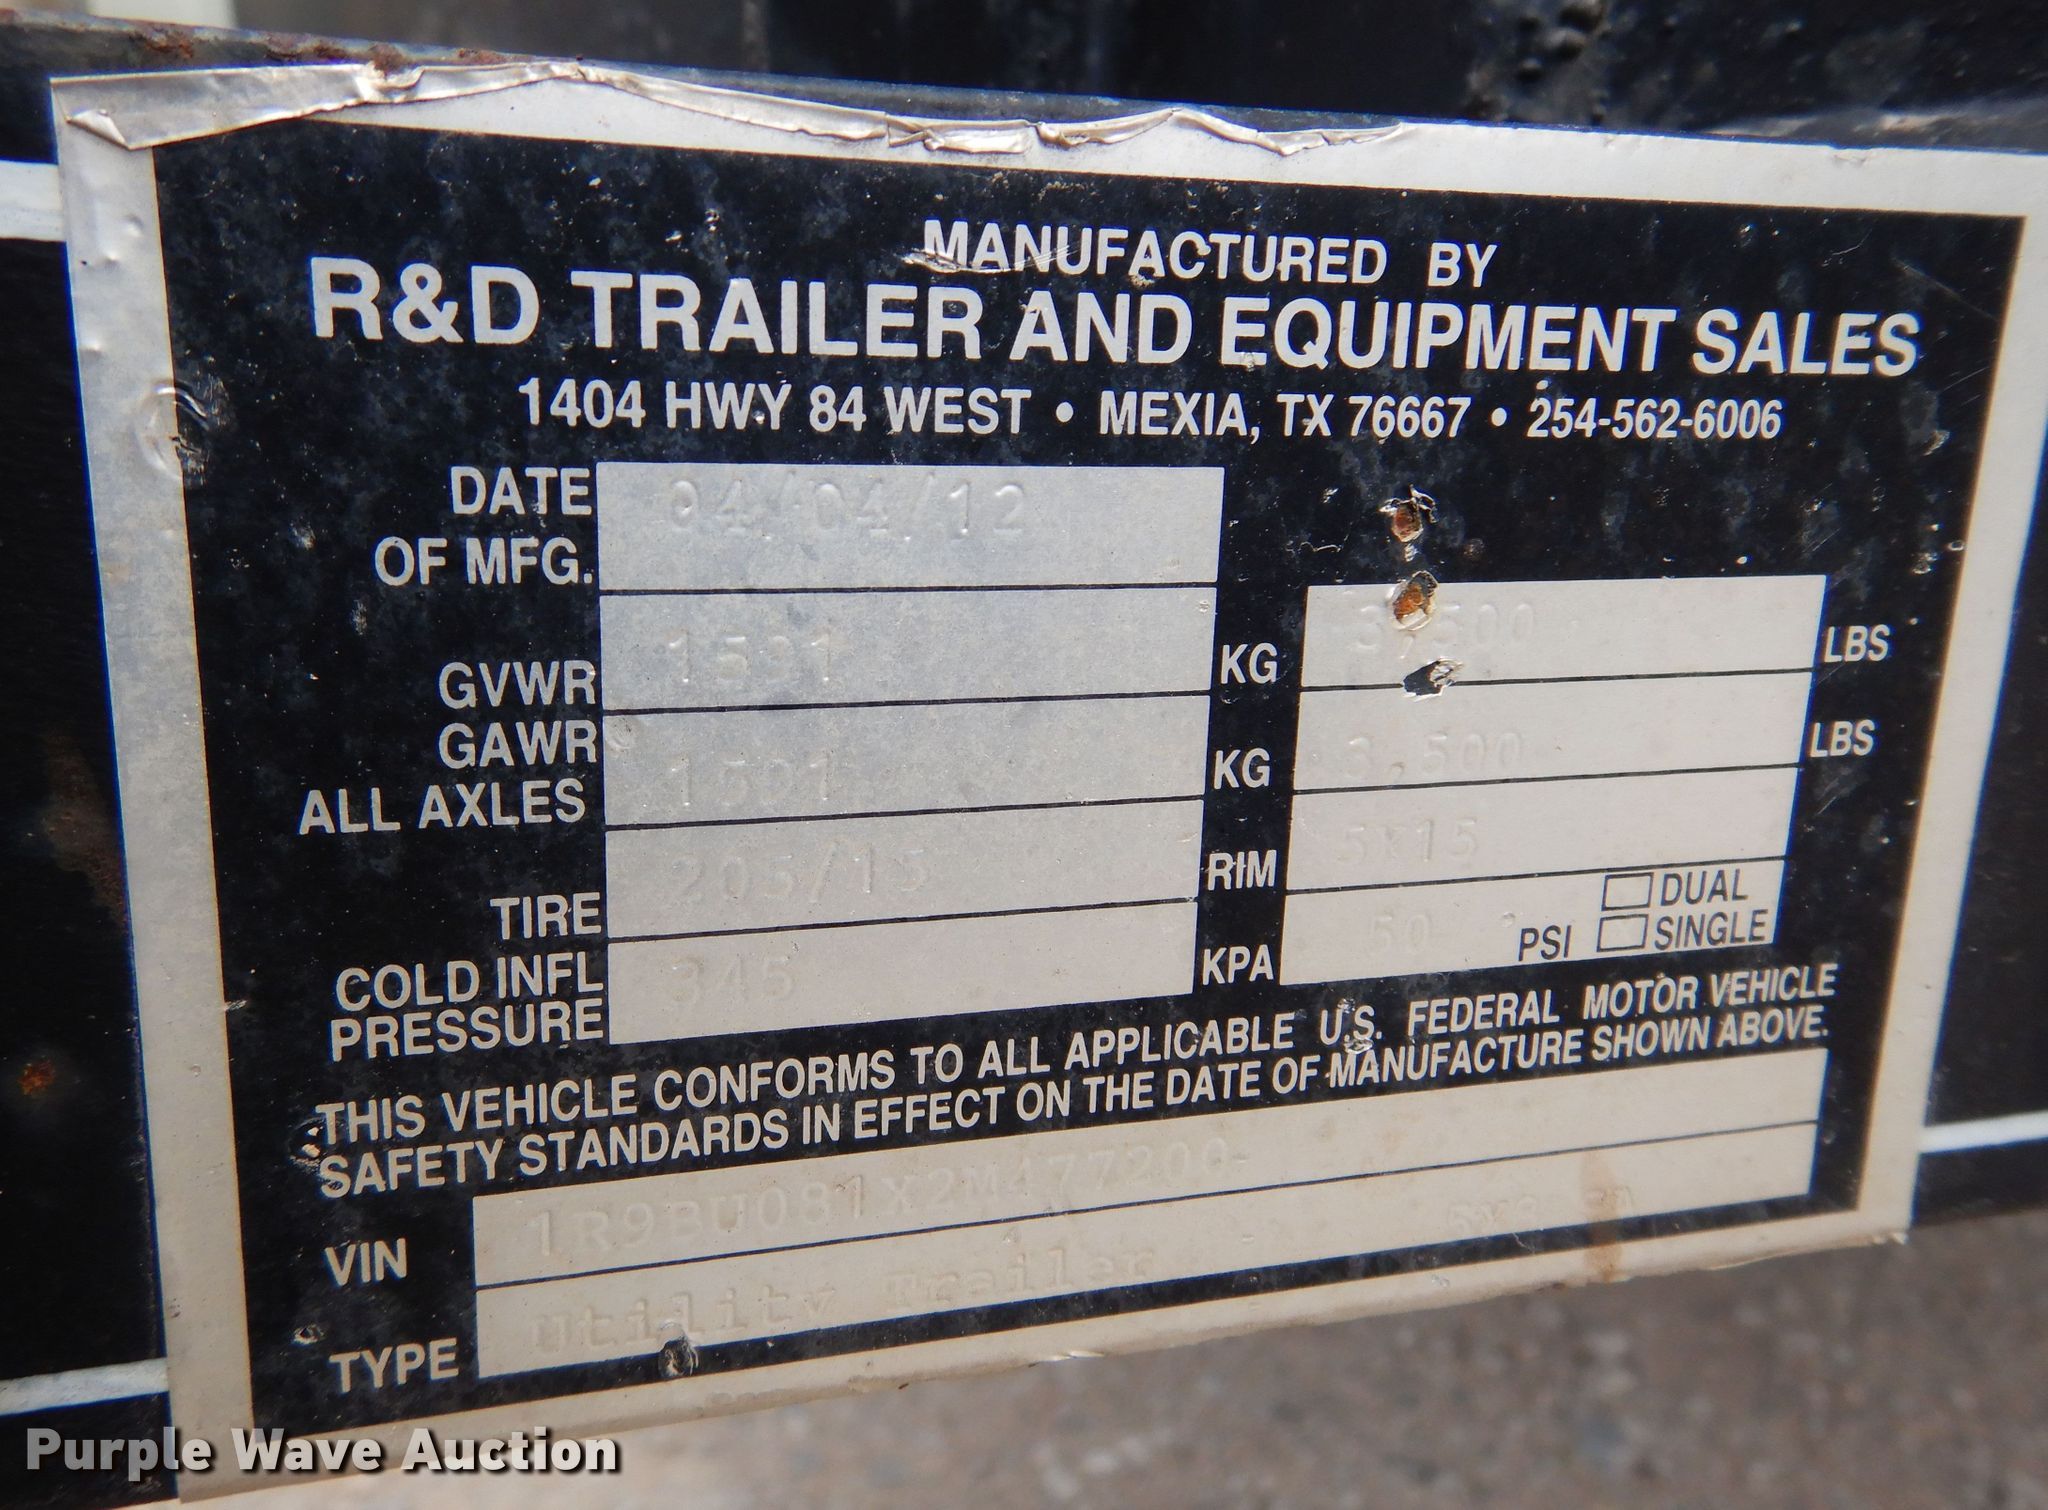 MANUFACTURED BY
R&D TRAILER AND EQUIPMENT SALES
1404 HWY 84 WEST • MEXIA, TX 76667 • 254-562-6006
DATE OF MFG. 04/04/12
GVWR KG 3,500 LBS
GAWR ALL AXLES KG 3,500 LBS
TIRE 205/15 RIM 5X15
COLD INFL PRESSURE 345 KPA 50 PSI DUAL SINGLE
THIS VEHICLE CONFORMS TO ALL APPLICABLE U.S. FEDERAL MOTOR VEHICLE
SAFETY STANDARDS IN EFFECT ON THE DATE OF MANUFACTURE SHOWN ABOVE.
VIN
TYPE Utility Trailer
Purple Wave Auction